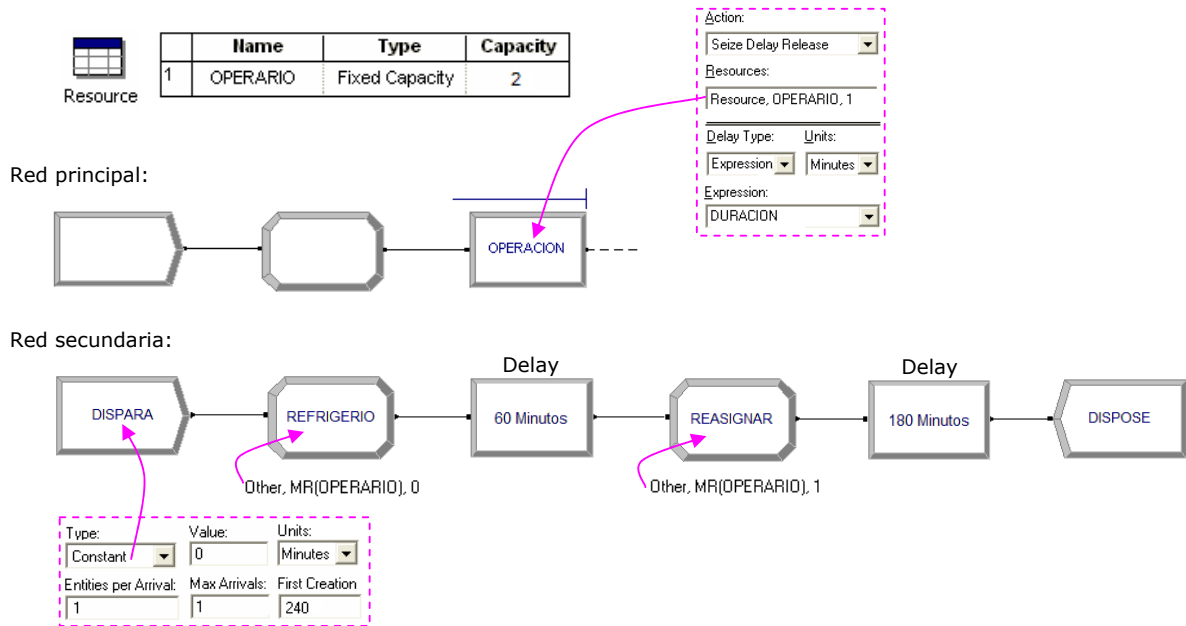 Name Type Capacity
1 OPERARIO Fixed Capacity 2
Resource
Action:
Seize Delay Release
Resources:
Resource, OPERARIO, 1
Delay Type: Units:
Expression Minutes
Expression:
DURACION
Red principal:
OPERACION
Red secundaria:
Delay Delay
DISPARA REFRIGERIO 60 Minutos REASIGNAR 180 Minutos DISPOSE
Other, MR(OPERARIO), 0 Other, MR(OPERARIO), 1
Type: Value: Units:
Constant 0 Minutes
Entities per Arrival: Max Arrivals: First Creation
1 1 240